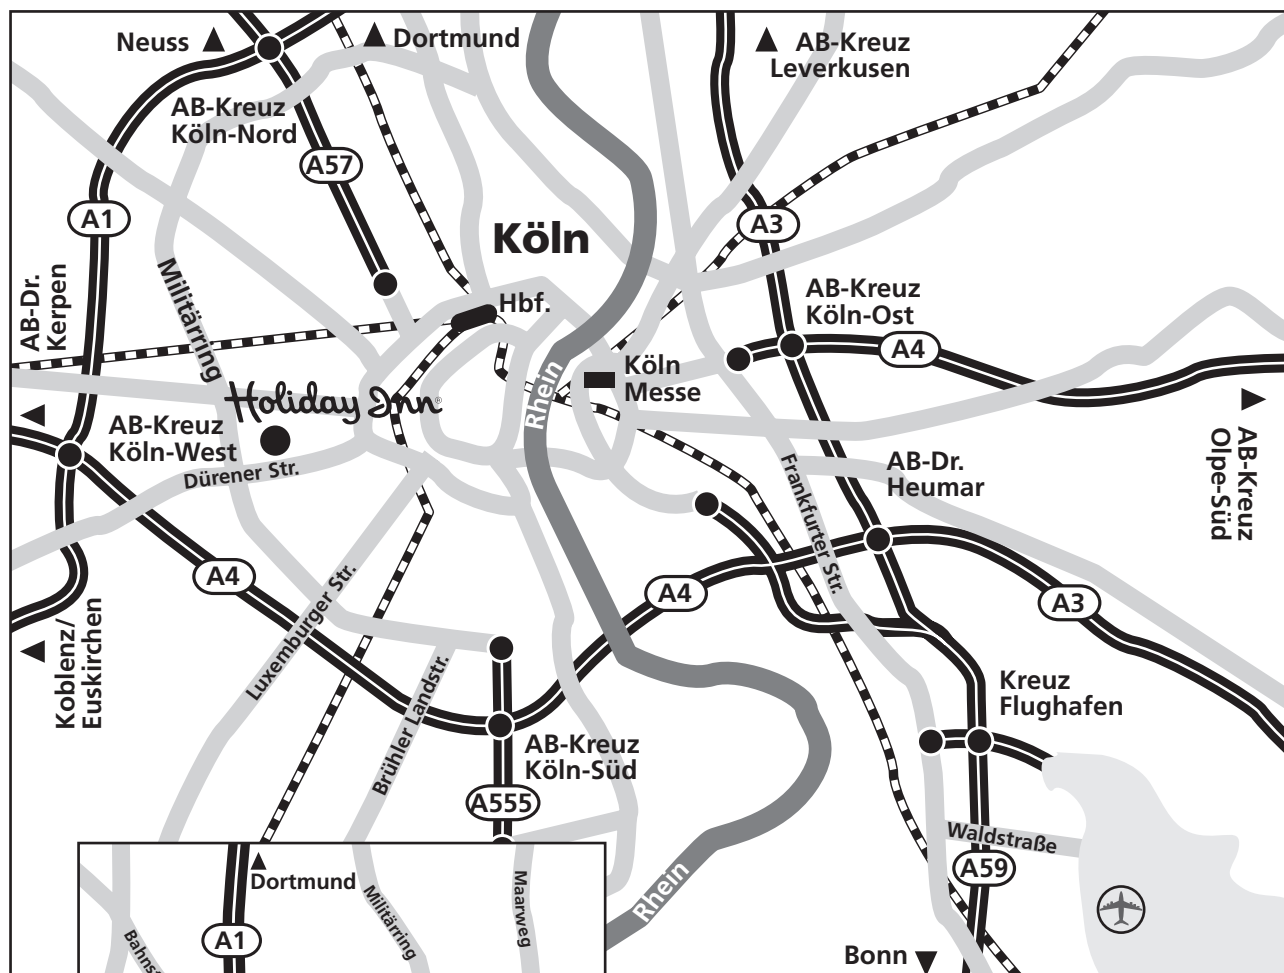 Neuss
Dortmund
AB-Kreuz
Leverkusen
AB-Kreuz
Köln-Nord
A57
A1
Köln
A3
AB-Dr.
Kerpen
Militärring
Hbf.
AB-Kreuz
Köln-Ost
A4
Köln
Messe
Rhein
Holiday Inn®
AB-Kreuz
Köln-West
Dürener Str.
Frankfurter Str.
AB-Dr.
Heumar
AB-Kreuz
Olpe-Süd
A4
Luxemburger Str.
A4
A3
Koblenz/
Euskirchen
Brühler Landstr.
Kreuz
Flughafen
AB-Kreuz
Köln-Süd
A555
Waldstraße
A59
Rhein
Bonn
Dortmund
A1
Militärring
Maarweg